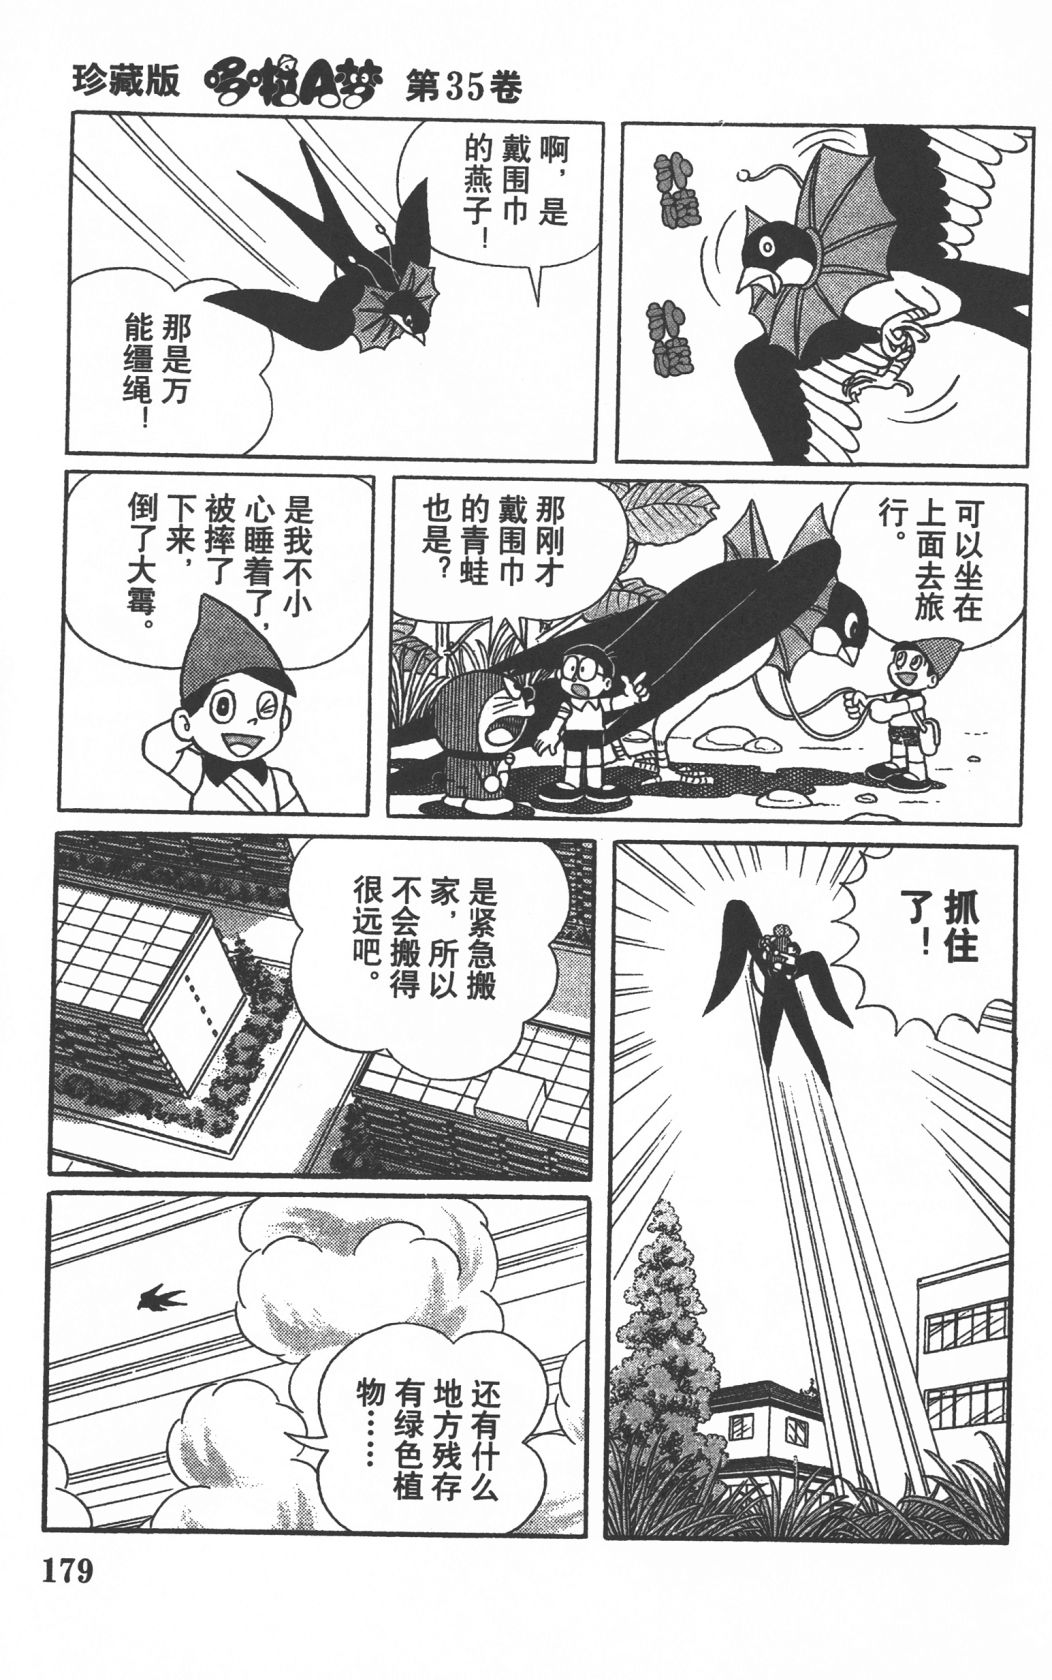 珍藏版 哆啦A梦 第35卷
扑棱
扑棱
啊，是
戴围巾
的燕子！
那是万
能缰绳！
可以坐在
上面去旅
行。
那刚才
戴围巾
的青蛙
也是？
是我不小
心睡着了，
被摔了
下来，
倒了大霉。
抓住
了！
是紧急搬
家，所以
不会搬得
很远吧。
还有什么
地方残存
有绿色植
物……
179